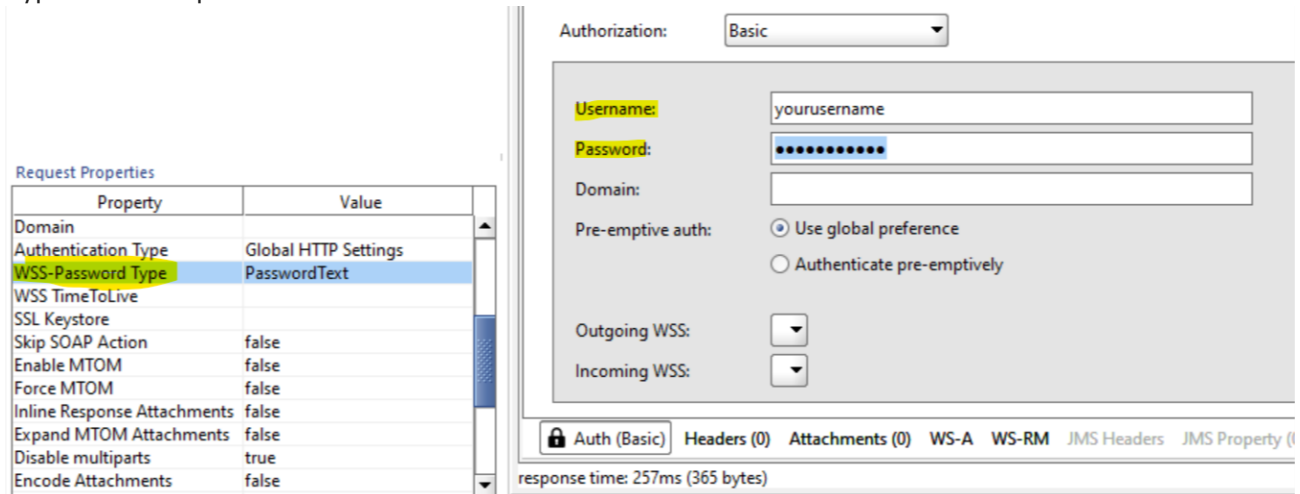 Request Properties
Property Value
Domain
Authentication Type Global HTTP Settings
WSS-Password Type PasswordText
WSS TimeToLive
SSL Keystore
Skip SOAP Action false
Enable MTOM false
Force MTOM false
Inline Response Attachments false
Expand MTOM Attachments false
Disable multiparts true
Encode Attachments false
Authorization: Basic
Username: yourusername
Password: •••••••••••
Domain:
Pre-emptive auth: Use global preference
Authenticate pre-emptively
Outgoing WSS:
Incoming WSS:
Auth (Basic) Headers (0) Attachments (0) WS-A WS-RM JMS Headers JMS Property
response time: 257ms (365 bytes)